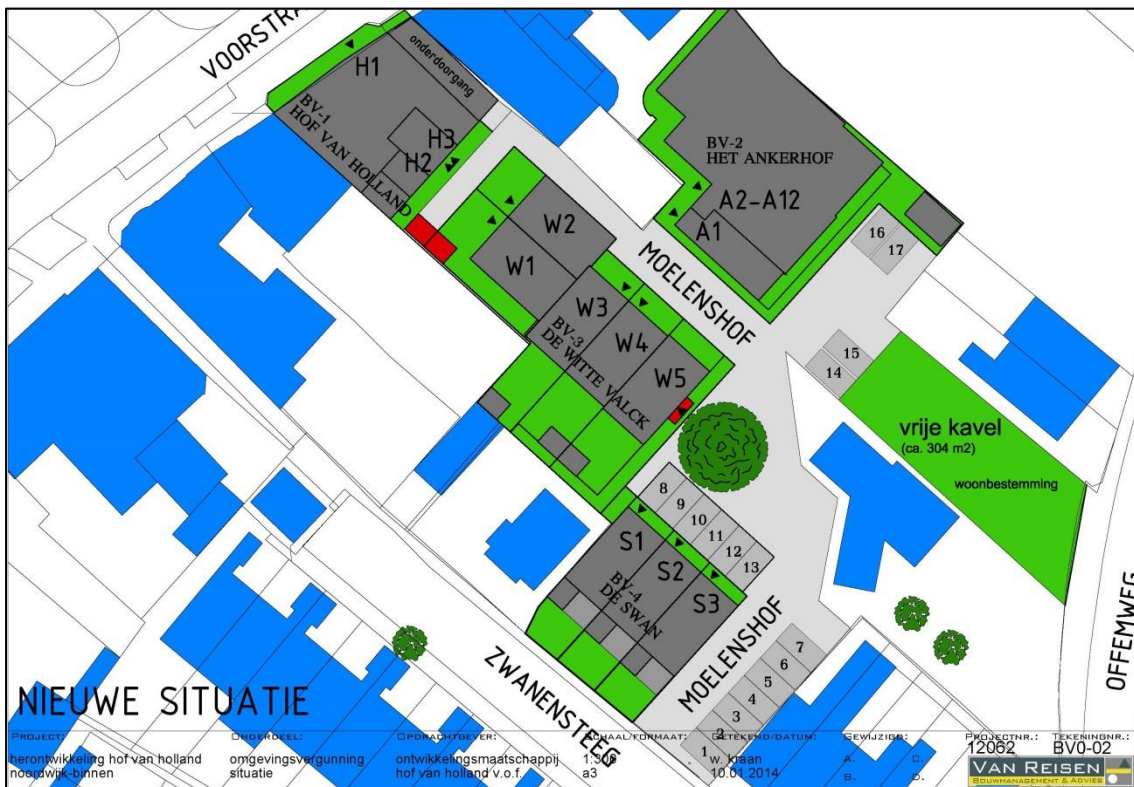 VOORSTRA
onderdoorgang
H1
BV-1
HOF VAN HOLLAND
H3
H2
BV-2
HET ANKERHOF
A2-A12
A1
16
17
W2
W1
MOELENSHOF
W3
BV-3
DE WITTE VALCK
W4
W5
15
14
vrije kavel
(ca. 304 m2)
woonbestemming
8
9
10
11
12
13
S1
S2
S3
BV-4
DE SWAN
MOELENSHOF
7
6
5
4
3
2
1
ZWANENSTEEG
OFFEMWEG
NIEUWE SITUATIE
PROJECT:
herontwikkeling hof van holland
noordwijk-binnen
ONDERDEEL:
omgevingsvergunning
situatie
OPDRACHTGEVER:
ontwikkelingsmaatschappij
hof van holland v.o.f.
SCHAAL/FORMAAT:
a3
GETEKEND/DATUM:
w. kraan
10.01.2014
GEWIJZIGD:
A.
C.
B.
D.
PROJECTNR.:
12062
TEKENINGNR.:
BV0-02
VAN REISEN
BOUWMANAGEMENT & ADVIES